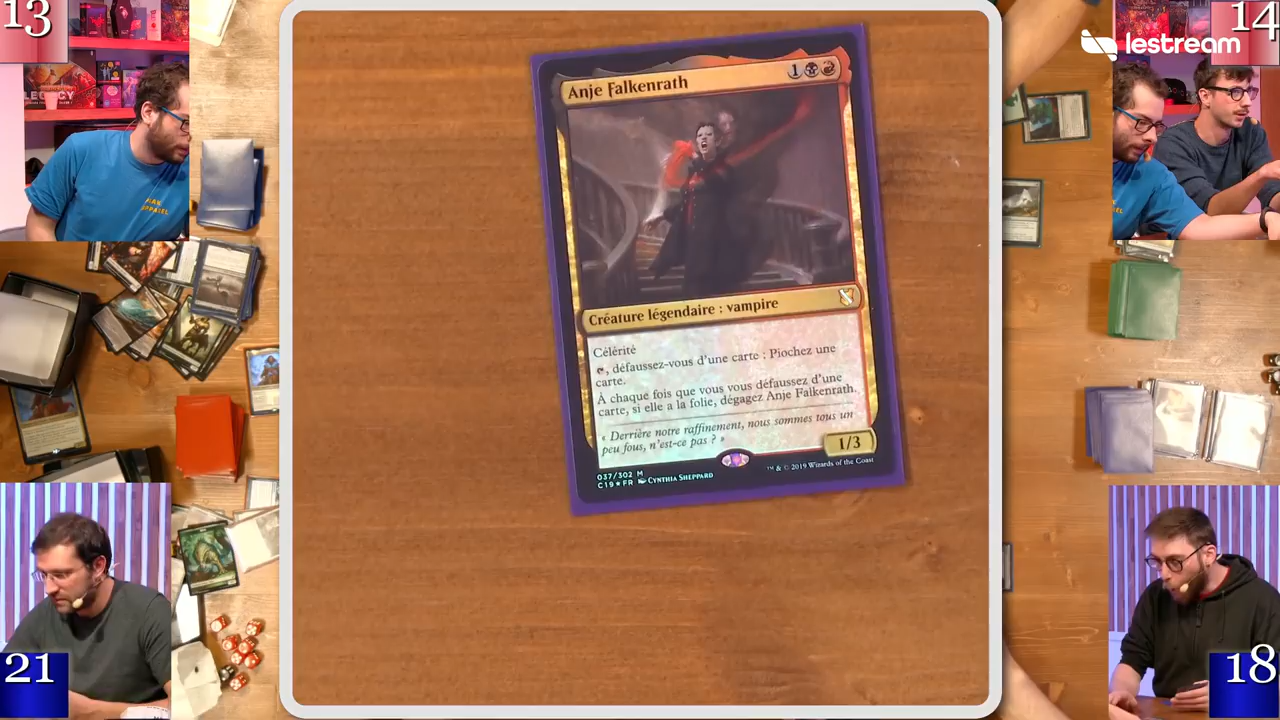 13
14
lestream
Anje Falkenrath
1
Créature légendaire : vampire
Célérité
, défaussez-vous d'une carte : Piochez une
carte.
À chaque fois que vous vous défaussez d'une
carte, si elle a la folie, dégagez Anje Falkenrath.
« Derrière notre raffinement, nous sommes tous un
peu fous, n'est-ce pas ? »
1/3
037/302 M
C19★FR Cynthia Sheppard
™ & © 2019 Wizards of the Coast
21
18